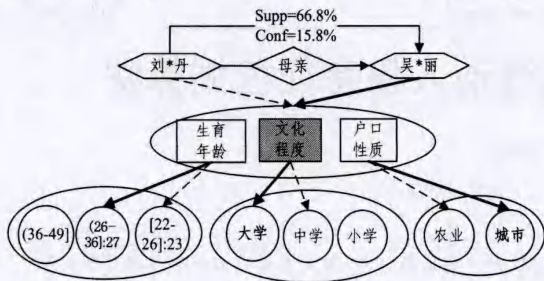 Supp=66.8%
Conf=15.8%
刘*丹
母亲
吴*丽
生育
年龄
文化
程度
户口
性质
(36-49]
(26-
36]:27
[22-
26]:23
大学
中学
小学
农业
城市